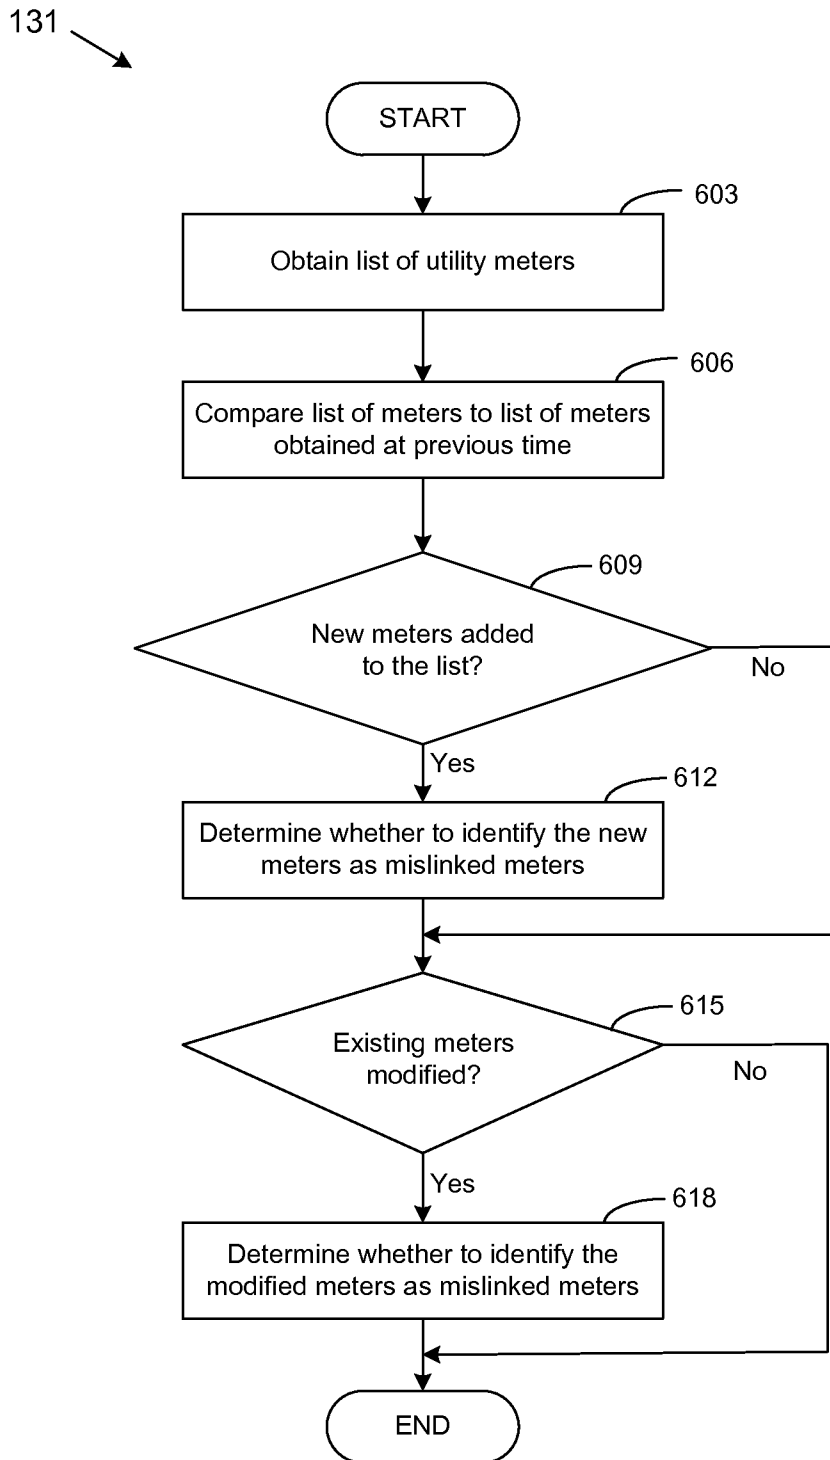 131
START
603
Obtain list of utility meters
606
Compare list of meters to list of meters
obtained at previous time
609
New meters added
to the list?
No
Yes
612
Determine whether to identify the new
meters as mislinked meters
615
Existing meters
modified?
No
Yes
618
Determine whether to identify the
modified meters as mislinked meters
END